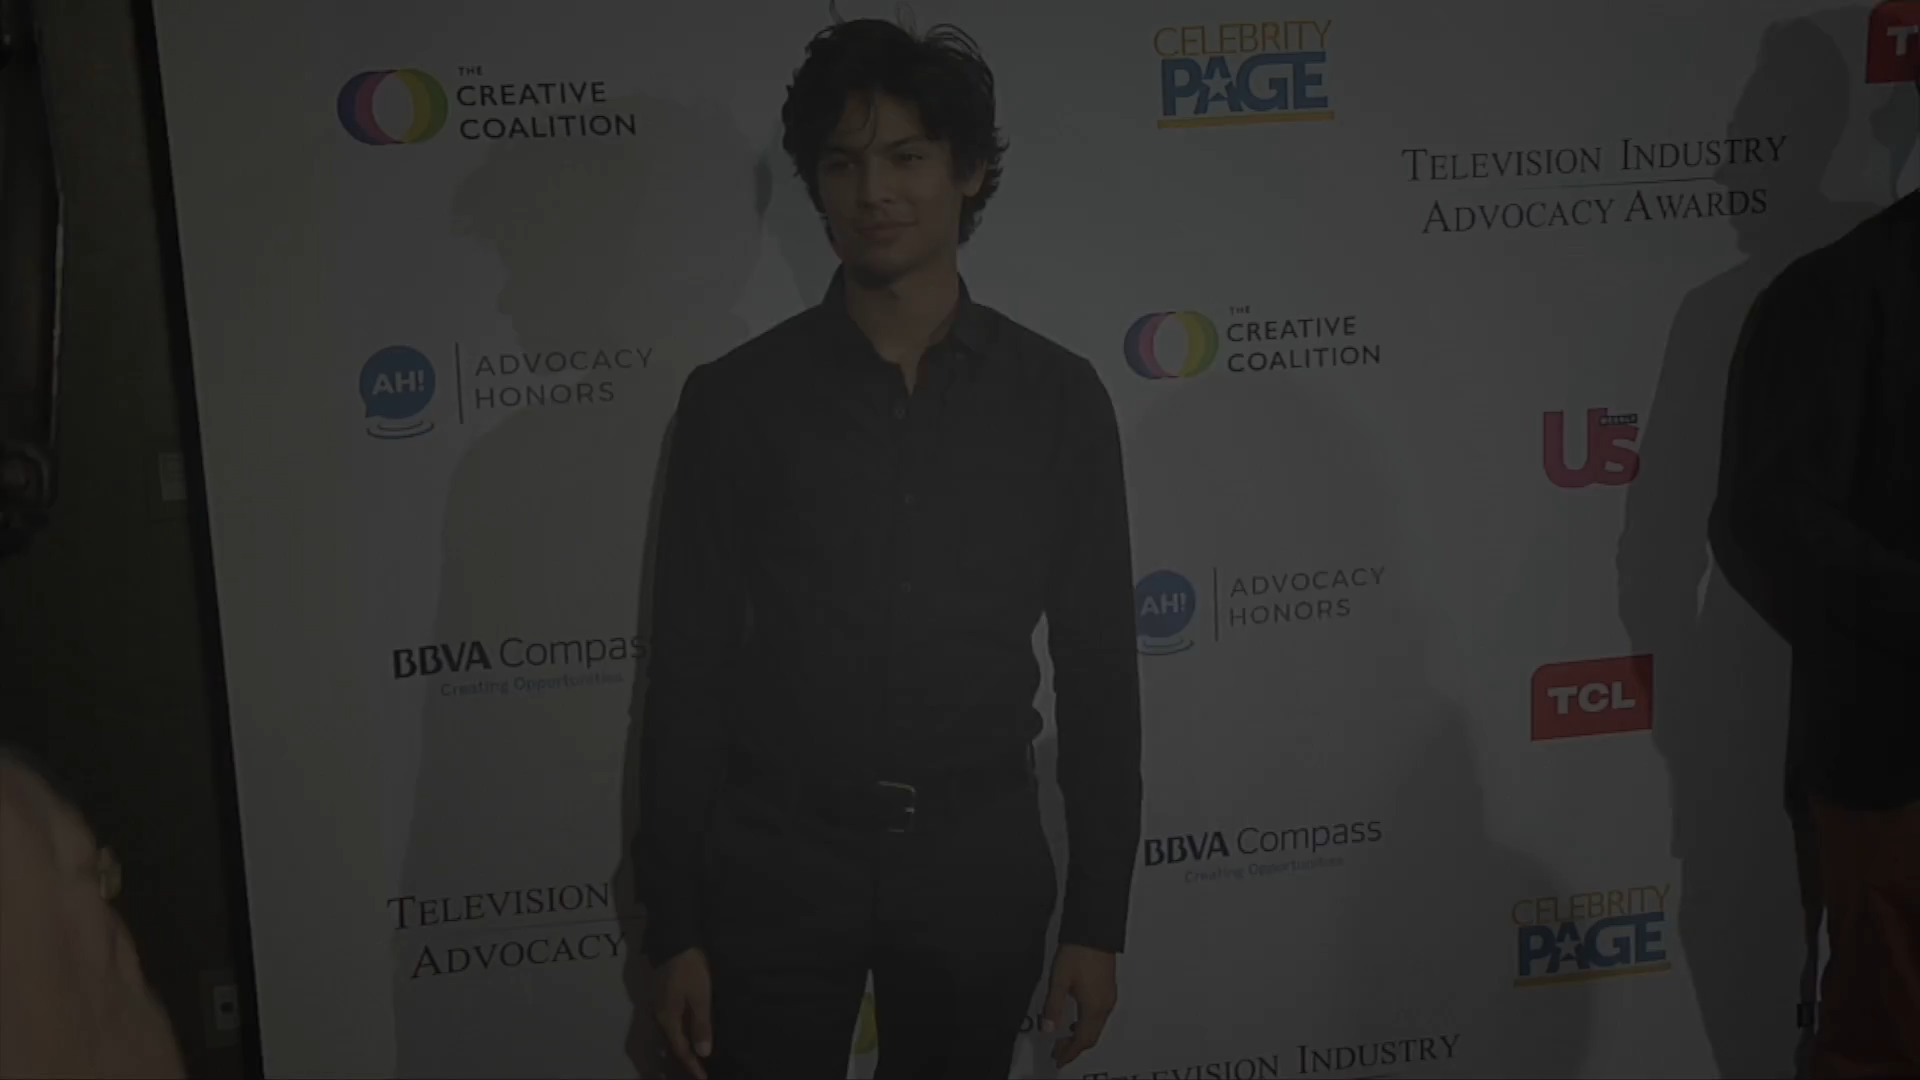 CELEBRITY
PAGE
T
THE
CREATIVE
COALITION
TELEVISION INDUSTRY
ADVOCACY AWARDS
THE
CREATIVE
COALITION
AH!
ADVOCACY
HONORS
US
WEEKLY
AH!
ADVOCACY
HONORS
BBVA Compass
Creating Opportunities
TCL
BBVA Compass
Creating Opportunities
TELEVISION
ADVOCACY
CELEBRITY
PAGE
TELEVISION INDUSTRY